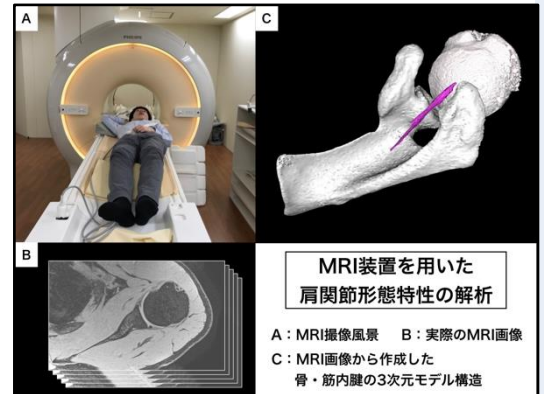 A
PHILIPS
C
B
MRI装置を用いた
肩関節形態特性の解析
A：MRI撮像風景 B：実際のMRI画像
C：MRI画像から作成した
骨・筋内腱の3次元モデル構造